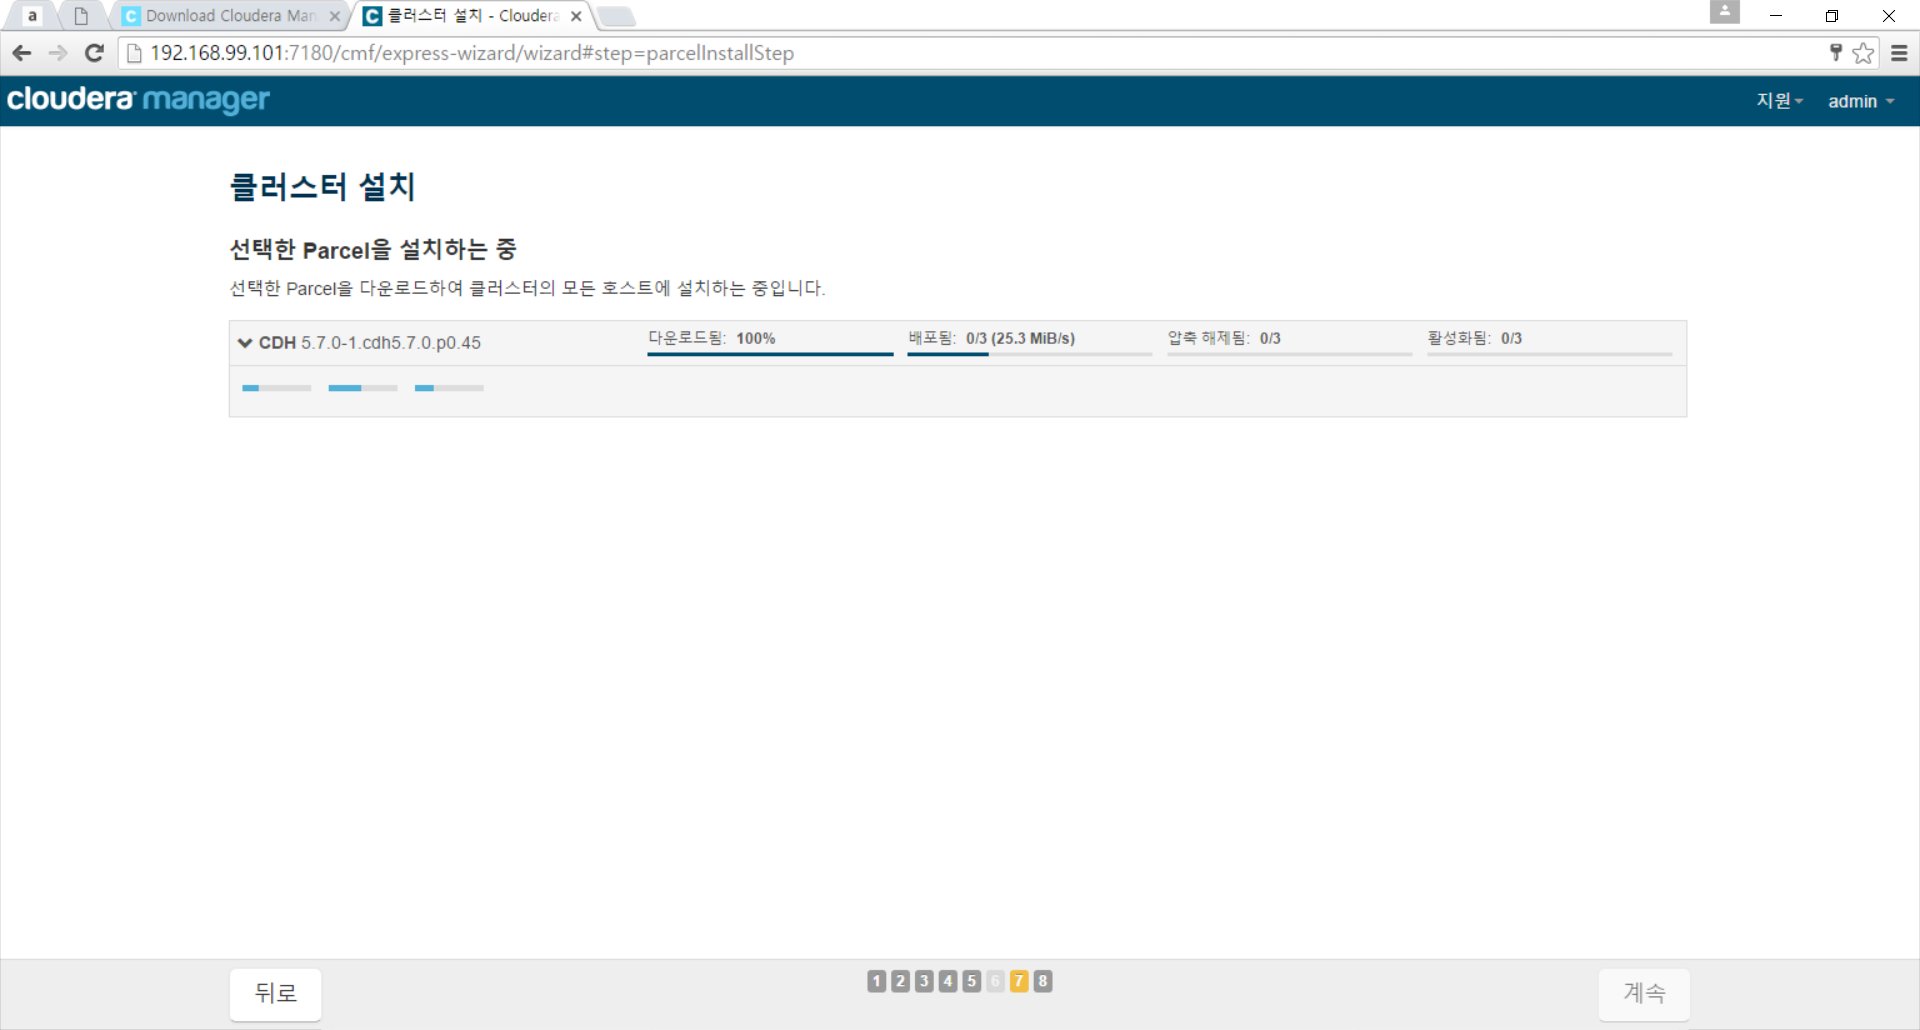 a
Download Cloudera Man
클러스터 설치 - Cloudera
192.168.99.101:7180/cmf/express-wizard/wizard#step=parcelInstallStep
cloudera manager
지원
admin
클러스터 설치
선택한 Parcel을 설치하는 중
선택한 Parcel을 다운로드하여 클러스터의 모든 호스트에 설치하는 중입니다.
CDH 5.7.0-1.cdh5.7.0.p0.45
다운로드됨: 100%
배포됨: 0/3 (25.3 MiB/s)
압축 해제됨: 0/3
활성화됨: 0/3
뒤로
1 2 3 4 5 6 7 8
계속